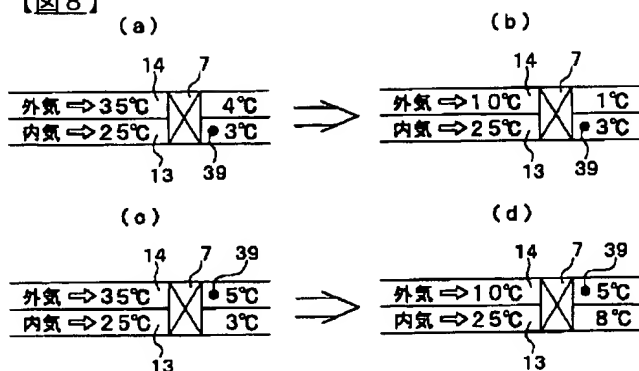 【図8】
(a)
14 7
外気⇨35℃ 4℃
内気⇨25℃ 3℃
13 39
(b)
14 7
外気⇨10℃ 1℃
内気⇨25℃ 3℃
13 39
(c)
14 7 39
外気⇨35℃ 5℃
内気⇨25℃ 3℃
13
(d)
14 7 39
外気⇨10℃ 5℃
内気⇨25℃ 8℃
13